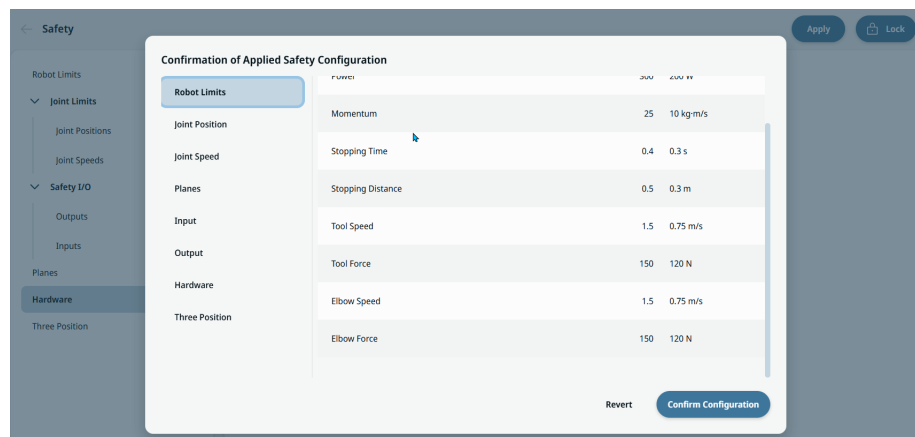 Safety
Apply
Lock
Confirmation of Applied Safety Configuration
Robot Limits
Joint Limits
Joint Positions
Joint Speeds
Safety I/O
Outputs
Inputs
Planes
Hardware
Three Position
Robot Limits
Joint Position
Joint Speed
Planes
Input
Output
Hardware
Three Position
Power 300 200 W
Momentum 25 10 kg·m/s
Stopping Time 0.4 0.3 s
Stopping Distance 0.5 0.3 m
Tool Speed 1.5 0.75 m/s
Tool Force 150 120 N
Elbow Speed 1.5 0.75 m/s
Elbow Force 150 120 N
Revert
Confirm Configuration